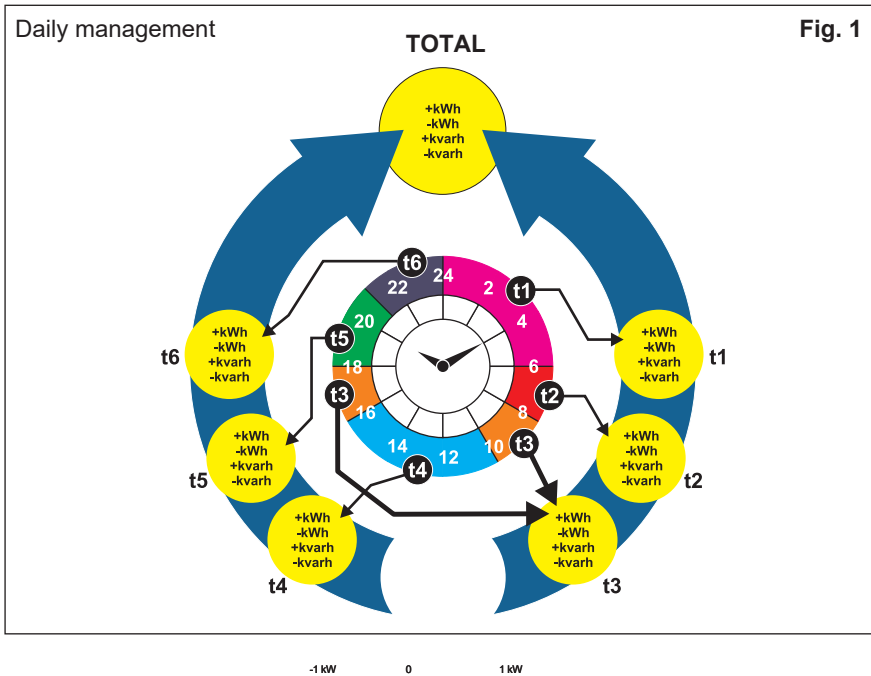 Daily management
Fig. 1
TOTAL
+kWh
-kWh
+kvarh
-kvarh
t6
24
2
22
t1
20
4
t5
18
6
t3
t2
16
8
14
12
10
t3
t4
+kWh
-kWh
+kvarh
-kvarh
t6
+kWh
-kWh
+kvarh
-kvarh
t1
+kWh
-kWh
+kvarh
-kvarh
t5
+kWh
-kWh
+kvarh
-kvarh
t2
+kWh
-kWh
+kvarh
-kvarh
t4
+kWh
-kWh
+kvarh
-kvarh
t3
-1 kW 0 1 kW